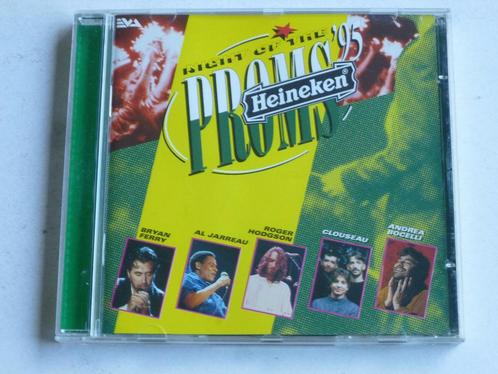 EVA
NIGHT OF THE
PROMS '95
Heineken®
BRYAN FERRY
AL JARREAU
ROGER HODGSON
CLOUSEAU
ANDREA BOCELLI